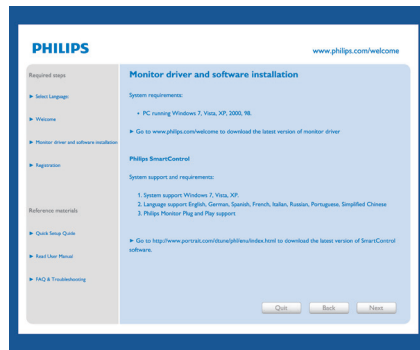 PHILIPS
www.philips.com/welcome
Required steps
► Select Language:
► Welcome
► Monitor driver and software installation
► Registration
Reference materials
► Quick Setup Quide
► Read User Manual
► FAQ & Troubleshooting
Monitor driver and software installation
System requirements:
• PC running Windows 7, Vista, XP, 2000, 98.
► Go to www.philips.com/welcome to download the latest version of monitor driver
Philips SmartControl
System support and requirements:
1. System support Windows 7, Vista, XP.
2. Language support English, German, Spanish, French, Italian, Russian, Portuguese, Simplified Chinese
3. Philips Monitor Plug and Play support
► Go to http://www.portrait.com/dtune/phil/enu/index.html to download the latest version of SmartControl
software.
Quit Back Next